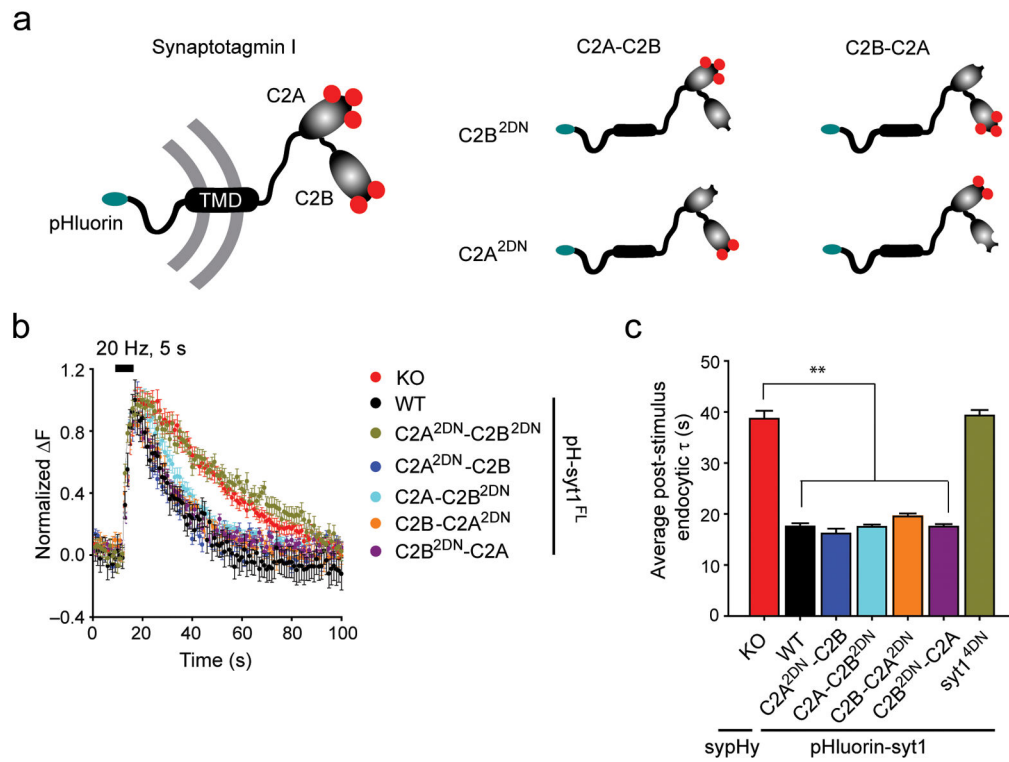 a
Synaptotagmin I
C2A
TMD
C2B
pHluorin
C2A-C2B
C2B-C2A
C2B2DN
C2A2DN
b
20 Hz, 5 s
1.2
0.8
0.4
0.0
–0.4
Normalized ΔF
0
20
40
60
80
100
Time (s)
KO
WT
C2A2DN-C2B2DN
C2A2DN-C2B
C2A-C2B2DN
C2B-C2A2DN
C2B2DN-C2A
pH-syt1FL
c
**
50
40
30
20
10
0
Average post-stimulus
endocytic τ (s)
KO
WT
C2A2DN-C2B
C2A-C2B2DN
C2B-C2A2DN
C2B2DN-C2A
syt14DN
sypHy
pHluorin-syt1